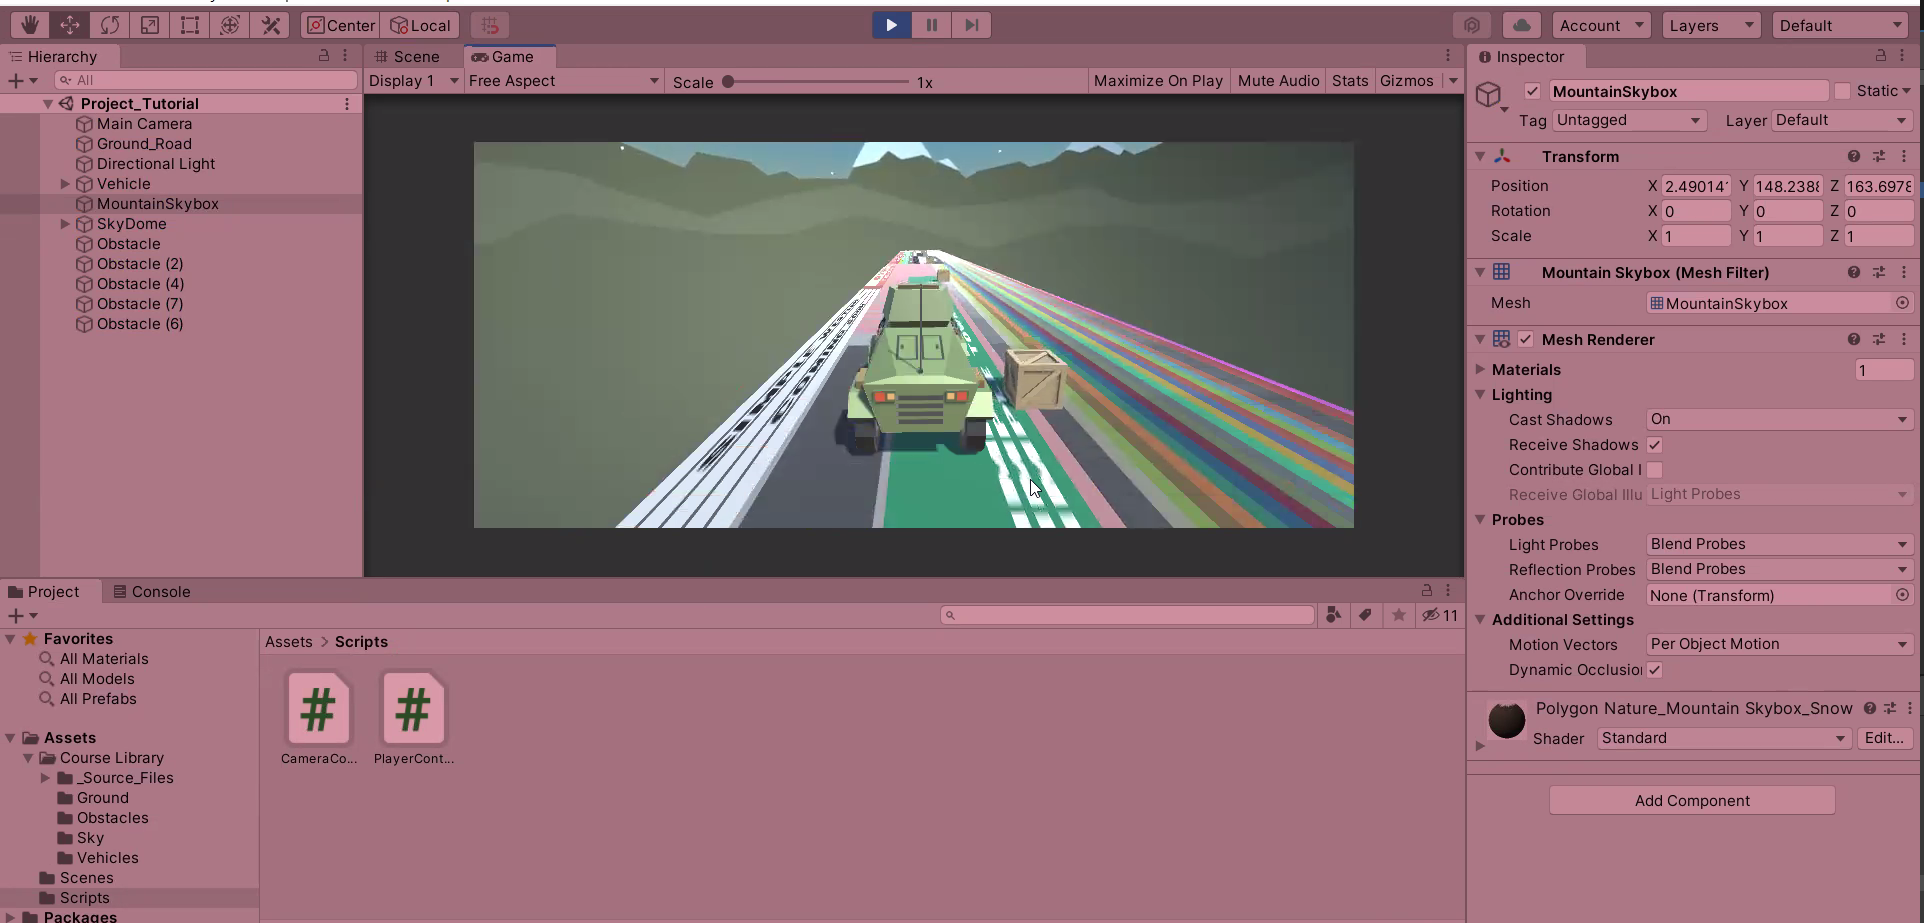 Center Local
Account Layers Default
Hierarchy
All
Project_Tutorial
Main Camera
Ground_Road
Directional Light
Vehicle
MountainSkybox
SkyDome
Obstacle
Obstacle (2)
Obstacle (4)
Obstacle (7)
Obstacle (6)
Scene Game
Display 1 Free Aspect Scale 1x Maximize On Play Mute Audio Stats Gizmos
Inspector
MountainSkybox Static
Tag Untagged Layer Default
Transform
Position X 2.49014 Y 148.238 Z 163.6978
Rotation X 0 Y 0 Z 0
Scale X 1 Y 1 Z 1
Mountain Skybox (Mesh Filter)
Mesh MountainSkybox
Mesh Renderer
Materials 1
Lighting
Cast Shadows On
Receive Shadows
Contribute Global I
Receive Global Illu Light Probes
Probes
Light Probes Blend Probes
Reflection Probes Blend Probes
Anchor Override None (Transform)
Additional Settings
Motion Vectors Per Object Motion
Dynamic Occlusion
Polygon Nature_Mountain Skybox_Snow
Shader Standard Edit...
Add Component
Project Console
11
Favorites
All Materials
All Models
All Prefabs
Assets
Course Library
_Source_Files
Ground
Obstacles
Sky
Vehicles
Scenes
Scripts
Packages
Assets > Scripts
# #
CameraCo... PlayerCont...